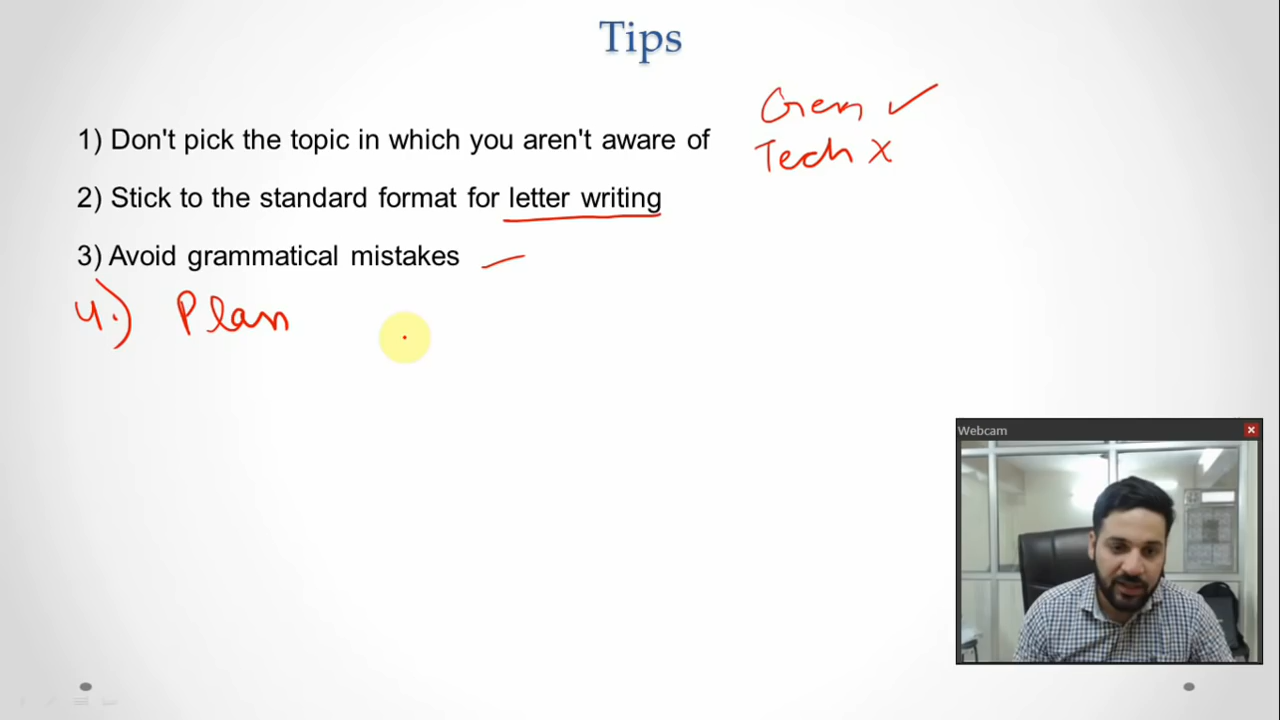 Tips
1) Don't pick the topic in which you aren't aware of
Gen ✓
Tech x
2) Stick to the standard format for letter writing
3) Avoid grammatical mistakes
4.) Plan
Webcam